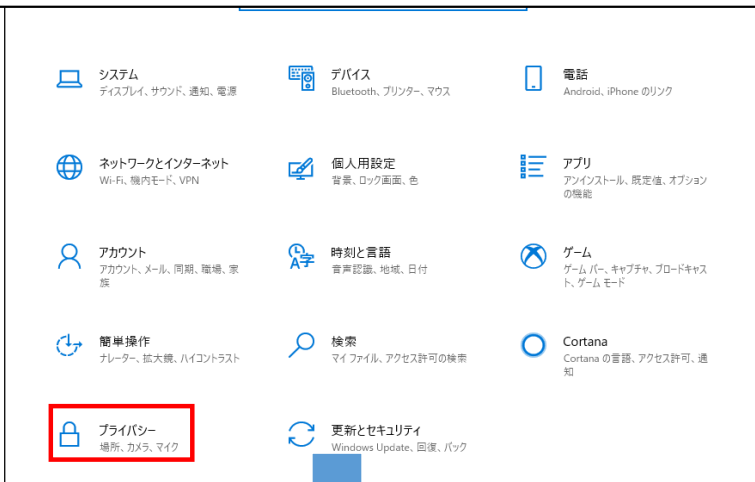 システム
ディスプレイ、サウンド、通知、電源
デバイス
Bluetooth、プリンター、マウス
電話
Android、iPhone のリンク
ネットワークとインターネット
Wi-Fi、機内モード、VPN
個人用設定
背景、ロック画面、色
アプリ
アンインストール、既定値、オプション
の機能
アカウント
アカウント、メール、同期、職場、家
族
時刻と言語
音声認識、地域、日付
ゲーム
ゲーム バー、キャプチャ、ブロードキャス
ト、ゲーム モード
簡単操作
ナレーター、拡大鏡、ハイコントラスト
検索
マイ ファイル、アクセス許可の検索
Cortana
Cortana の言語、アクセス許可、通
知
プライバシー
場所、カメラ、マイク
更新とセキュリティ
Windows Update、回復、バック